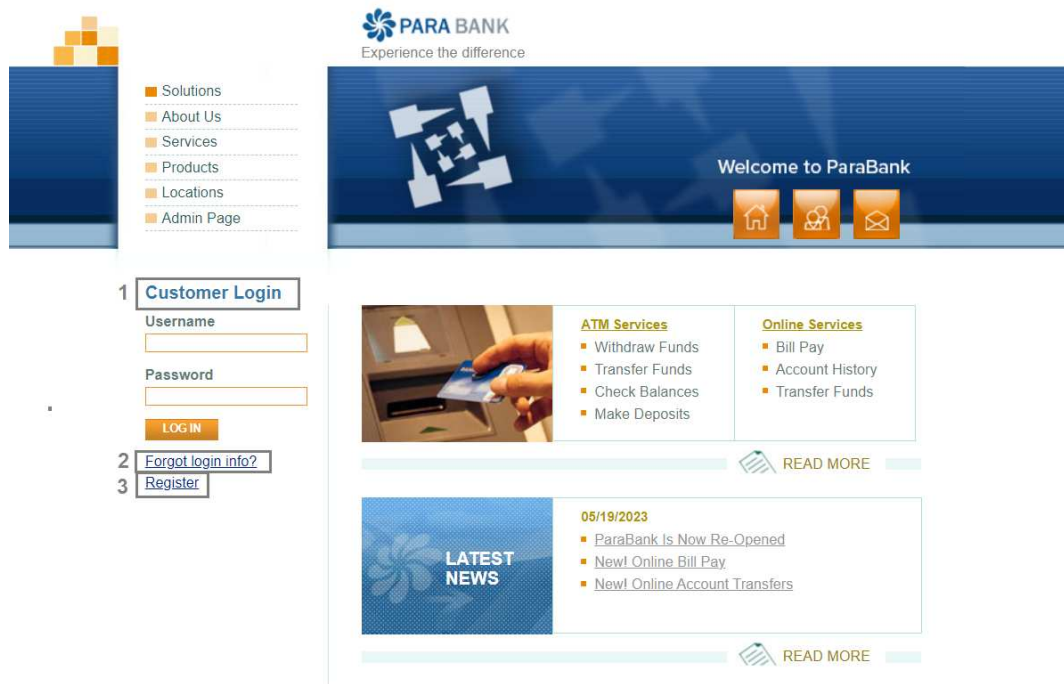 PARA BANK
Experience the difference
Solutions
About Us
Services
Products
Locations
Admin Page
Welcome to ParaBank
1 Customer Login
Username
Password
LOG IN
2 Forgot login info?
3 Register
ATM Services
Withdraw Funds
Transfer Funds
Check Balances
Make Deposits
Online Services
Bill Pay
Account History
Transfer Funds
READ MORE
LATEST
NEWS
05/19/2023
ParaBank Is Now Re-Opened
New! Online Bill Pay
New! Online Account Transfers
READ MORE